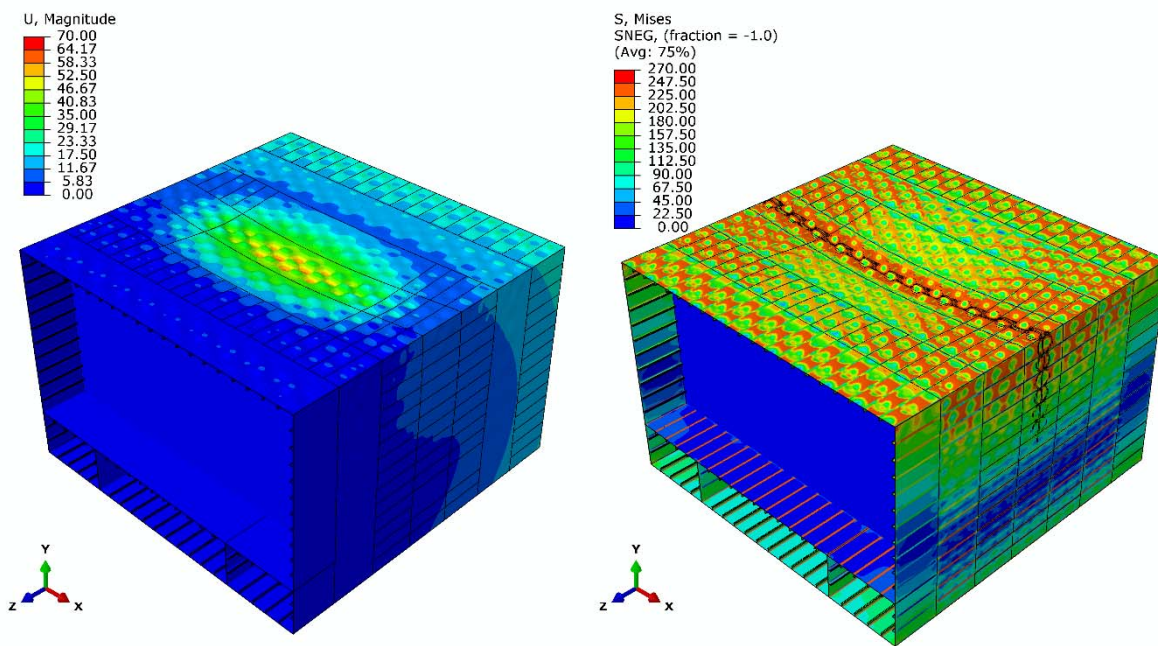 U, Magnitude
70.00
64.17
58.33
52.50
46.67
40.83
35.00
29.17
23.33
17.50
11.67
5.83
0.00
Y
Z
X
S, Mises
SNEG, (fraction = -1.0)
(Avg: 75%)
270.00
247.50
225.00
202.50
180.00
157.50
135.00
112.50
90.00
67.50
45.00
22.50
0.00
Y
Z
X